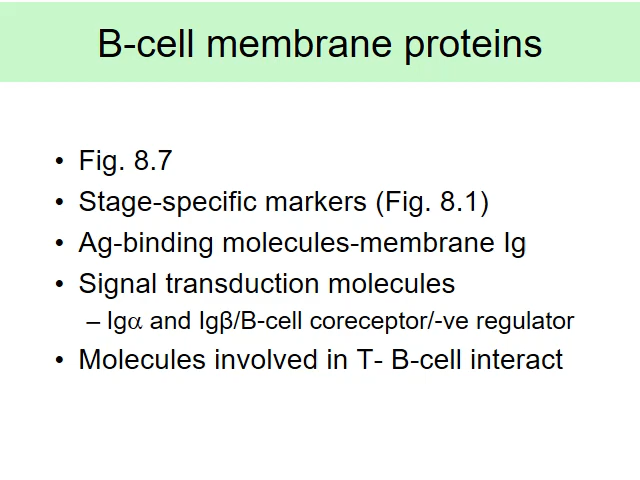 B-cell membrane proteins
• Fig. 8.7
• Stage-specific markers (Fig. 8.1)
• Ag-binding molecules-membrane Ig
• Signal transduction molecules
– Igα and Igβ/B-cell coreceptor/-ve regulator
• Molecules involved in T- B-cell interact